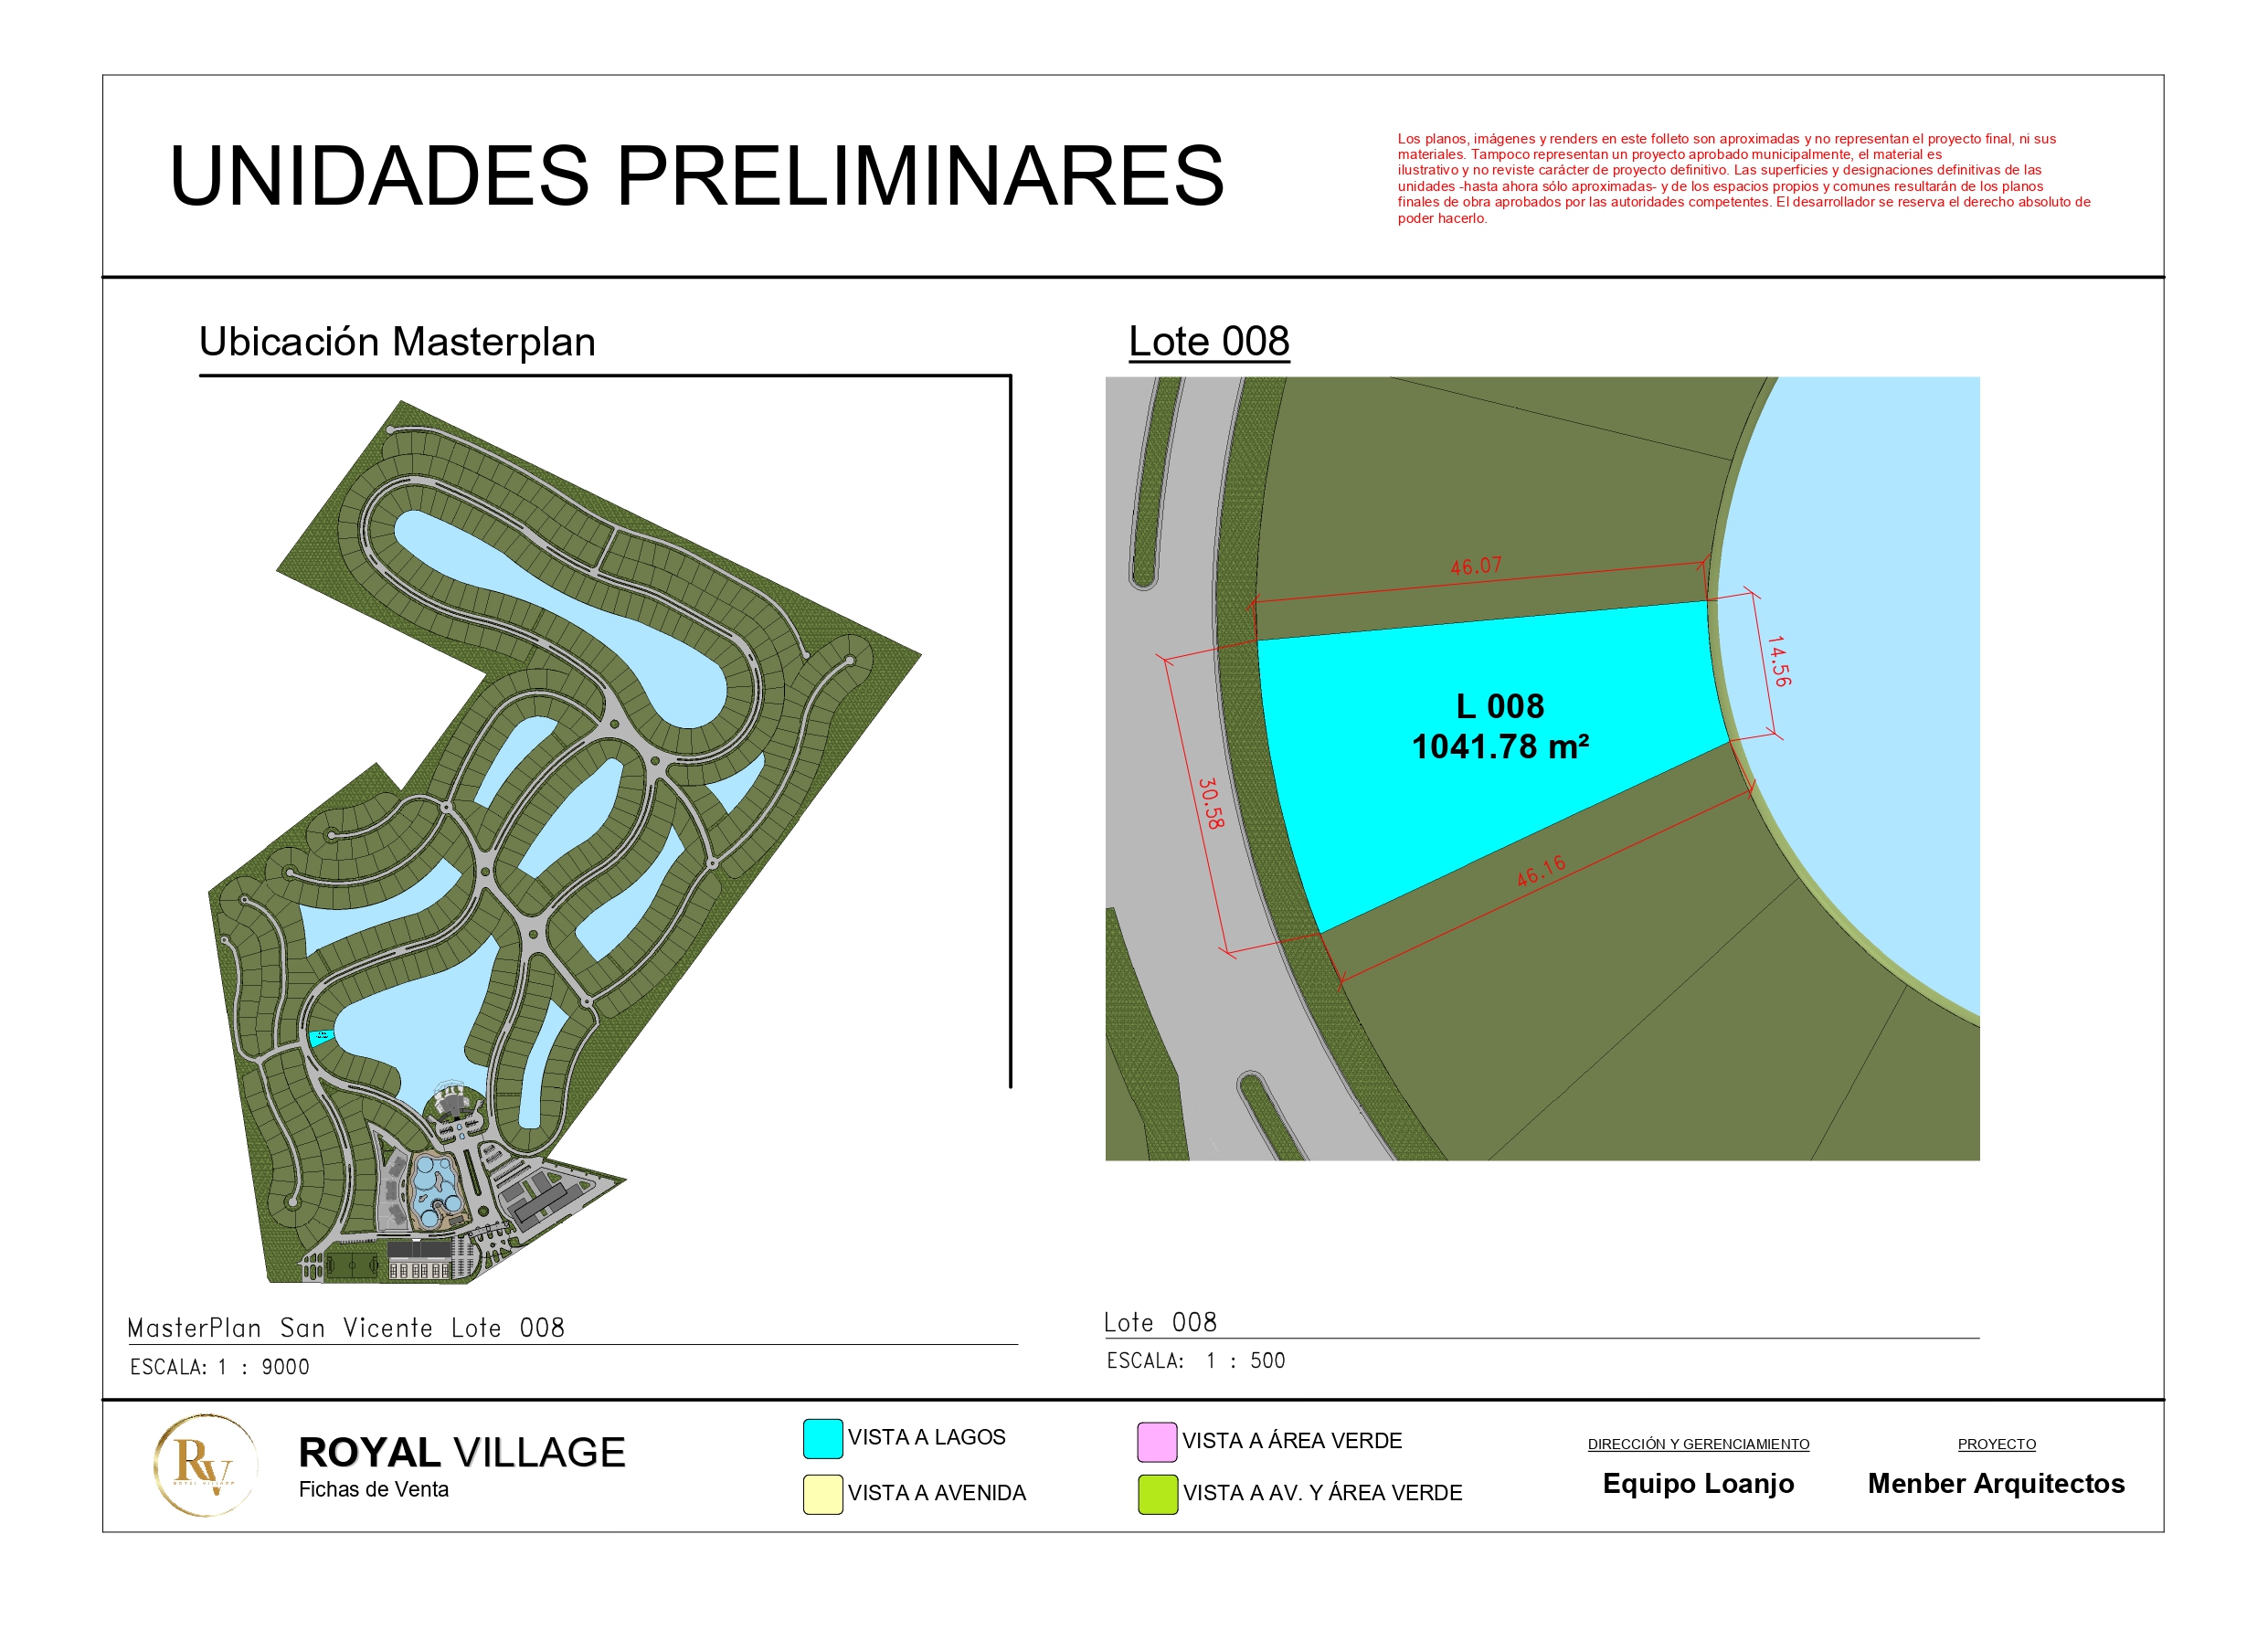 UNIDADES PRELIMINARES
Los planos, imágenes y renders en este folleto son aproximadas y no representan el proyecto final, ni sus
materiales. Tampoco representan un proyecto aprobado municipalmente, el material es
ilustrativo y no reviste carácter de proyecto definitivo. Las superficies y designaciones definitivas de las
unidades -hasta ahora sólo aproximadas- y de los espacios propios y comunes resultarán de los planos
finales de obra aprobados por las autoridades competentes. El desarrollador se reserva el derecho absoluto de
poder hacerlo.
Ubicación Masterplan
Lote 008
46.07
14.56
L 008
1041.78 m²
30.58
46.16
MasterPlan San Vicente Lote 008
ESCALA: 1 : 9000
Lote 008
ESCALA: 1 : 500
RV
ROYAL VILLAGE
ROYAL VILLAGE
Fichas de Venta
VISTA A LAGOS
VISTA A AVENIDA
VISTA A ÁREA VERDE
VISTA A AV. Y ÁREA VERDE
DIRECCIÓN Y GERENCIAMIENTO
Equipo Loanjo
PROYECTO
Menber Arquitectos